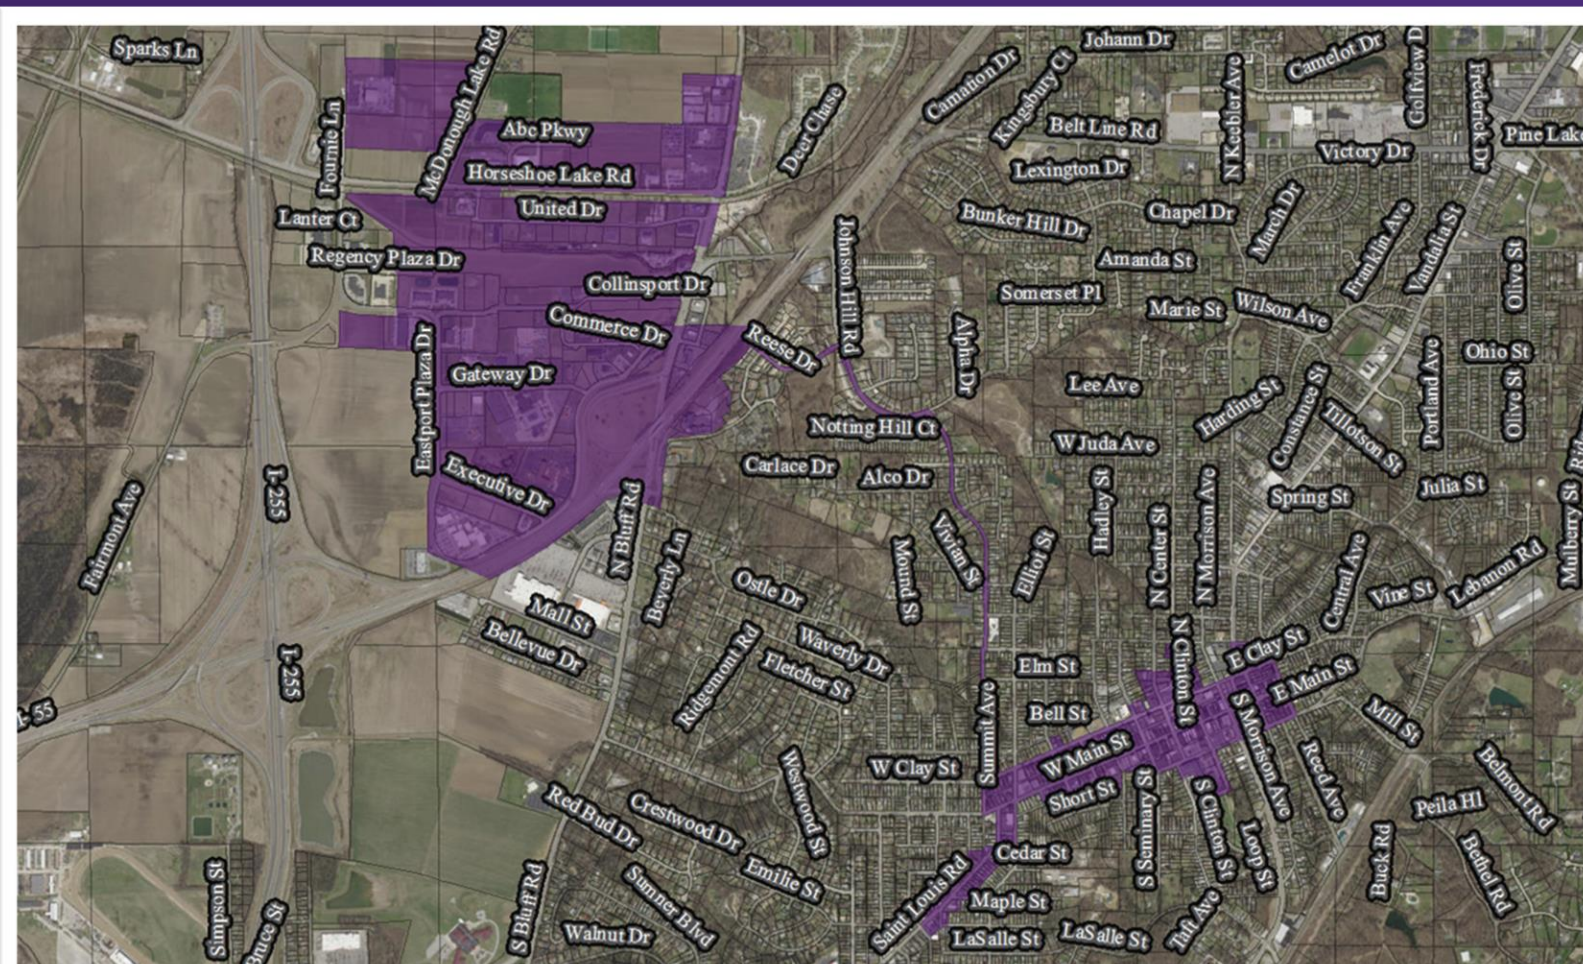 Sparks Ln
McDonough Lake Rd
Johann Dr
Camelot Dr
Golfview D
Camation Dr
Kingsbury Ct
N Keebler Ave
Frederick Dr
Fournie Ln
Abc Pkwy
Deer Chase
Belt Line Rd
Victory Dr
Pine Lake
Horseshoe Lake Rd
Lexington Dr
Lanter Ct
United Dr
Bunker Hill Dr
Chapel Dr
March Dr
Franklin Ave
Vandalia St
Olive St
Regency Plaza Dr
Johnson Hill Rd
Amanda St
Collinsport Dr
Somerset Pl
Marie St
Wilson Ave
Commerce Dr
Reese Dr
Alpha Dr
Ohio St
Portland Ave
Gateway Dr
Eastport Plaza Dr
Lee Ave
Harding St
Constance St
Tillotson St
Olive St
Notting Hill Ct
W Juda Ave
Carlace Dr
Alco Dr
Julia St
Executive Dr
I-255
N Bluff Rd
Hadley St
N Center St
N Morrison Ave
Spring St
Mulberry St
Fairmont Ave
Beverly Ln
Mound St
Vivian St
Elliot St
Central Ave
Vine St
Lebanon Rd
Ostle Dr
Mall St
Bellevue Dr
Waverly Dr
Fletcher St
Ridgemont Rd
Elm St
N Clinton St
E Clay St
E Main St
I-255
I-55
Bell St
Summit Ave
S Morrison Ave
Mill St
W Main St
W Clay St
Westwood St
Short St
Reed Ave
Belmont Rd
Peila Hl
Red Bud Dr
Crestwood Dr
S Seminary St
S Clinton St
Loop St
Buck Rd
Bethel Rd
Cedar St
Emilie St
Simpson St
Bruce St
S Bluff Rd
Sumner Blvd
Walnut Dr
Saint Louis Rd
Maple St
LaSalle St
LaSalle St
Taft Ave